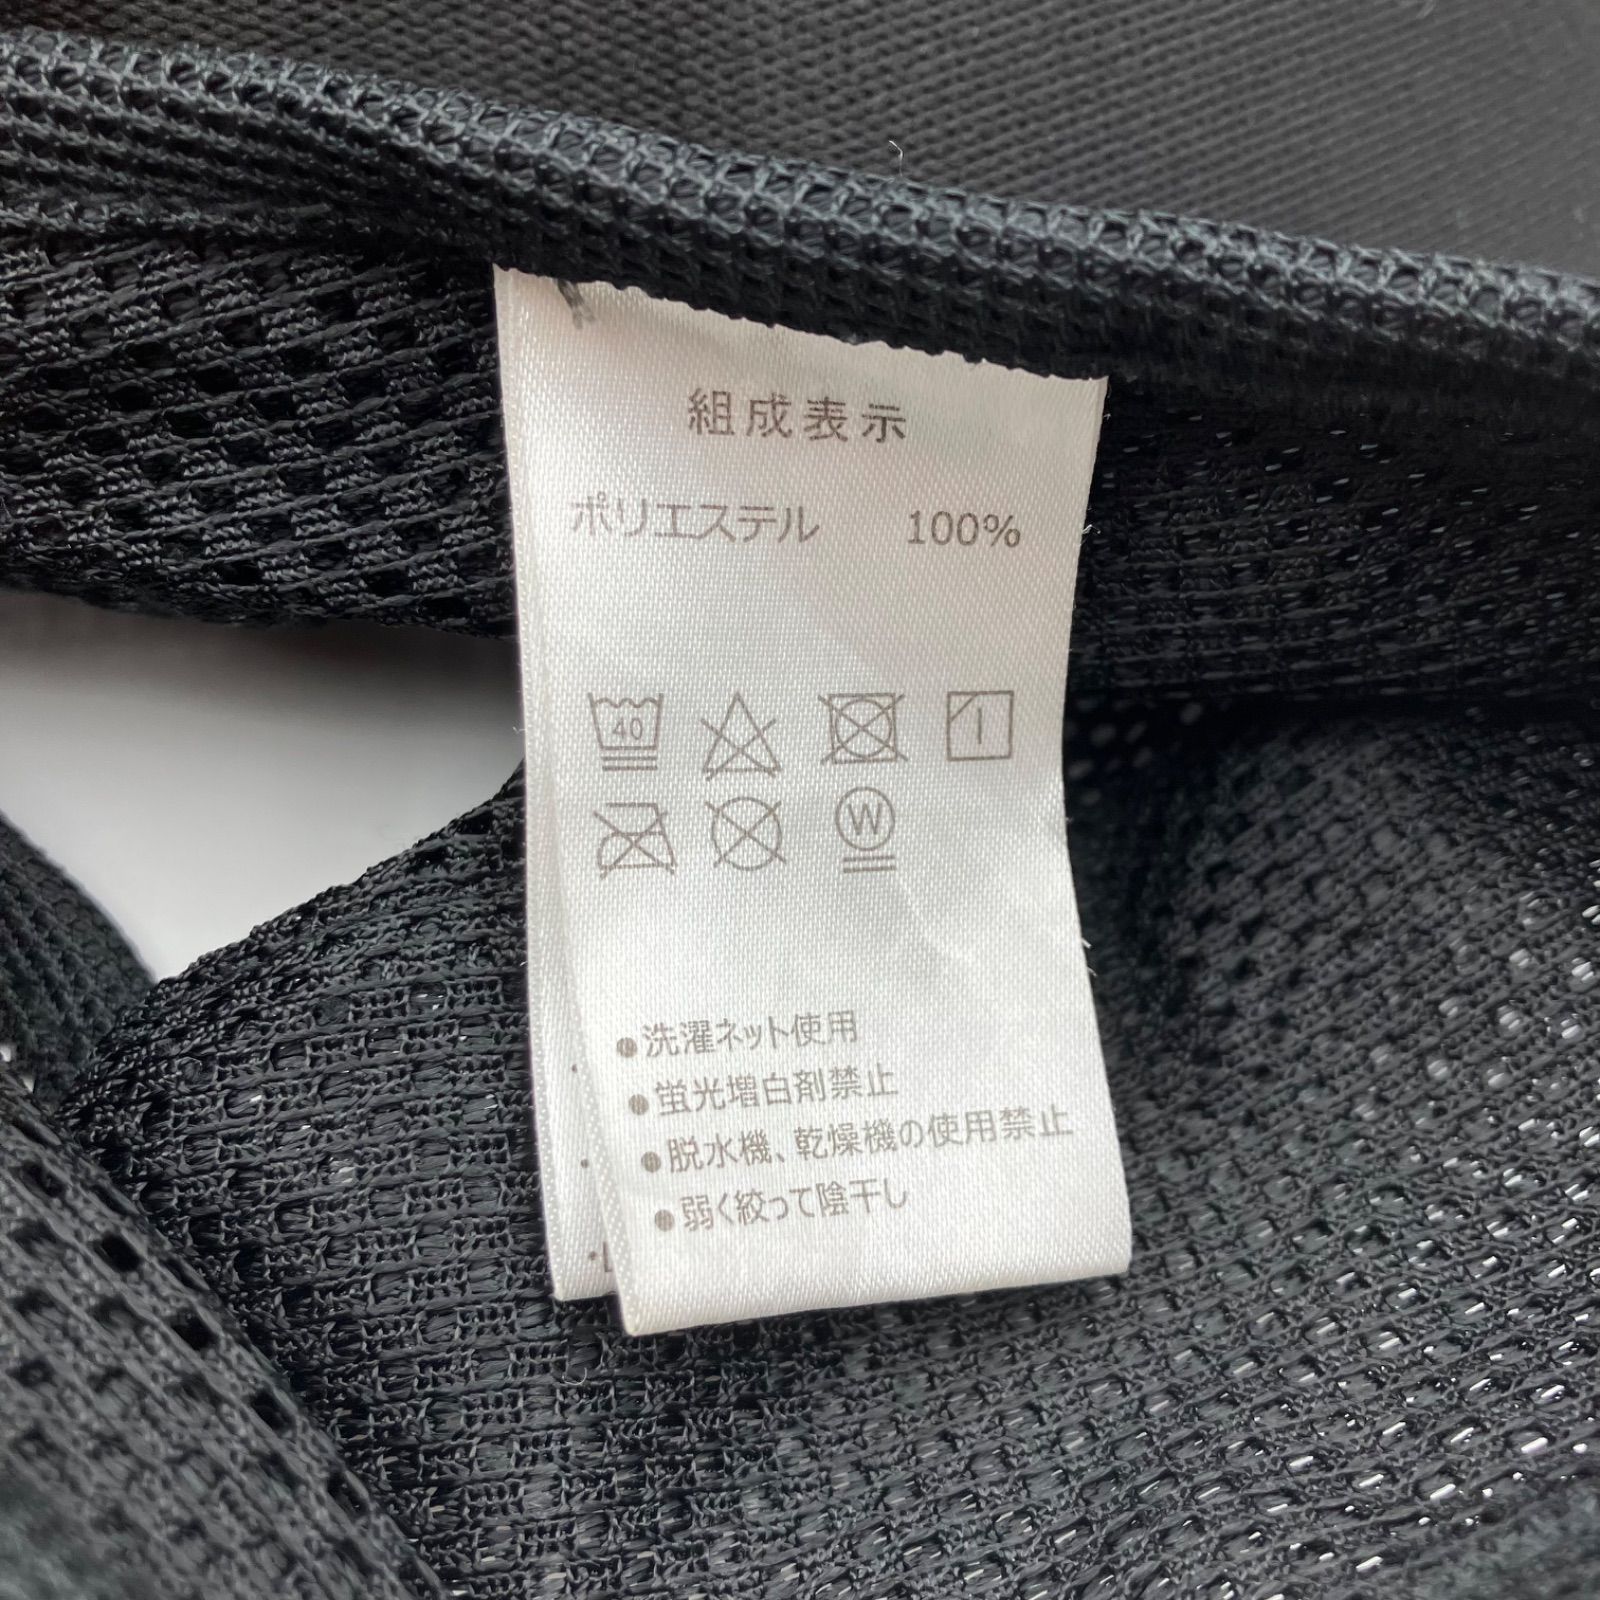 組成表示
ポリエステル 100%
40
W
●洗濯ネット使用
●蛍光増白剤禁止
●脱水機、乾燥機の使用禁止
●弱く絞って陰干し